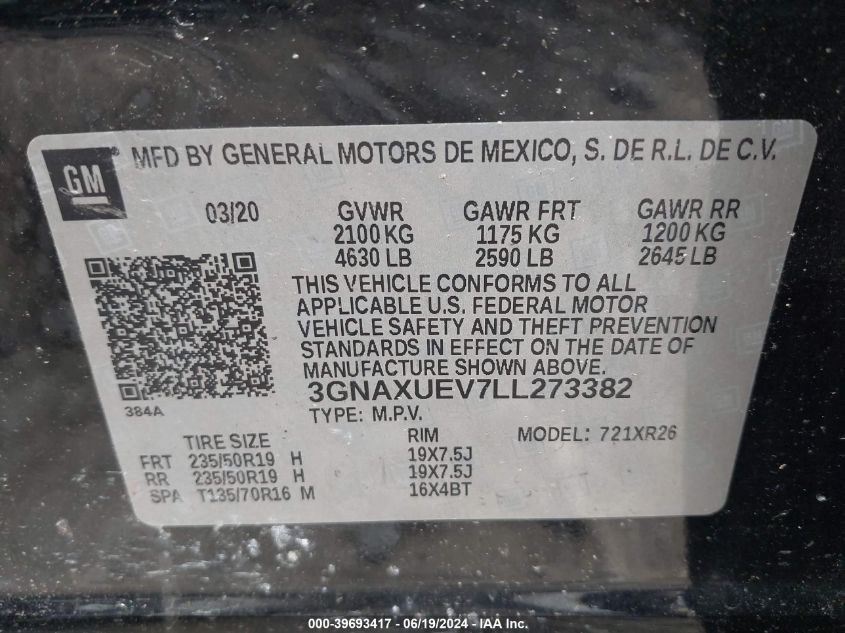 GM
MFD BY GENERAL MOTORS DE MEXICO, S. DE R.L. DE C.V.
03/20 GVWR GAWR FRT GAWR RR
2100 KG 1175 KG 1200 KG
4630 LB 2590 LB 2645 LB
THIS VEHICLE CONFORMS TO ALL
APPLICABLE U.S. FEDERAL MOTOR
VEHICLE SAFETY AND THEFT PREVENTION
STANDARDS IN EFFECT ON THE DATE OF
MANUFACTURE SHOWN ABOVE.
3GNAXUEV7LL273382
384A
TYPE: M.P.V.
TIRE SIZE RIM MODEL: 721XR26
FRT 235/50R19 H 19X7.5J
RR 235/50R19 H 19X7.5J
SPA T135/70R16 M 16X4BT
000-39693417 - 06/19/2024 - IAA Inc.